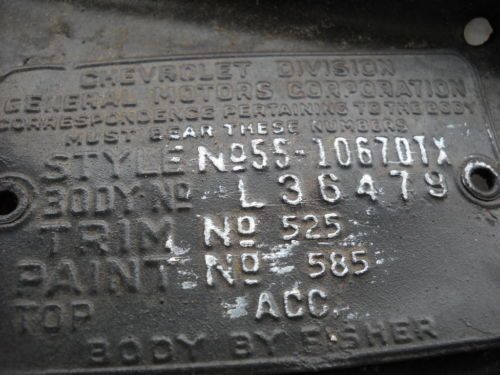 CHEVROLET DIVISION
GENERAL MOTORS CORPORATION
CORRESPONDENCE PERTAINING TO THE BODY
MUST BEAR THESE NUMBERS
STYLE No 55-1067DTX
BODY No L 36479
TRIM No 525
PAINT No 585
TOP ACC
BODY BY FISHER